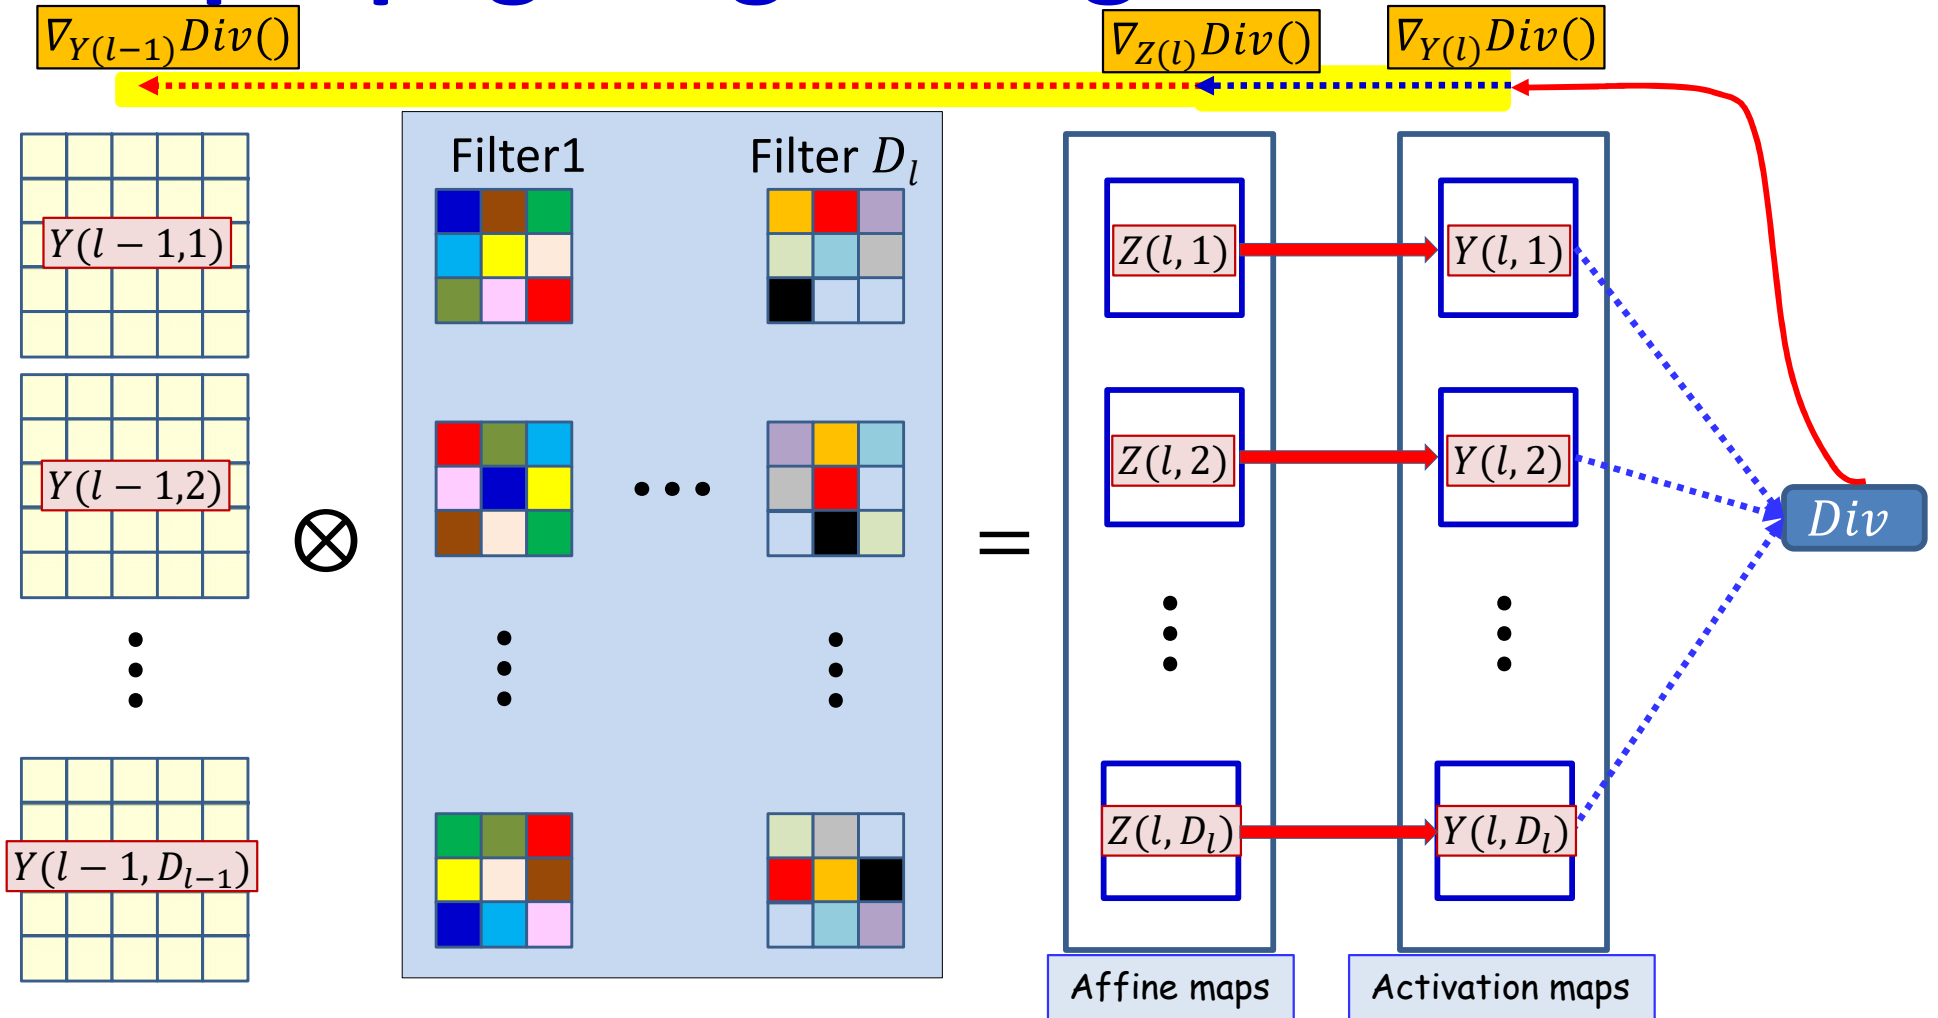 ∇Y(l−1)Div()
∇Z(l)Div()
∇Y(l)Div()
Filter1
Filter Dl
Y(l − 1,1)
Z(l, 1)
Y(l, 1)
Y(l − 1,2)
Z(l, 2)
Y(l, 2)
⊗
=
Div
Y(l − 1, Dl−1)
Z(l, Dl)
Y(l, Dl)
Affine maps
Activation maps